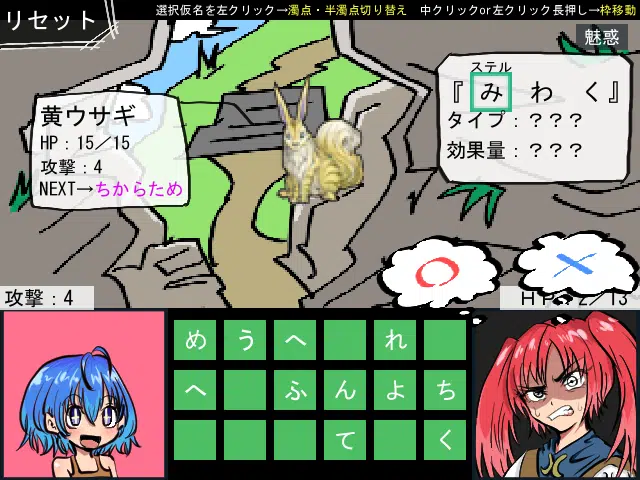 リセット
選択仮名を左クリック→濁点・半濁点切り替え 中クリックor左クリック長押し→枠移動
魅惑
黄ウサギ
HP：15／15
攻撃：4
NEXT→ちからため
ステル
『みわく』
タイプ：？？？
効果量：？？？
攻撃：4
HP：2／13
めうへれ
へふんよち
てく